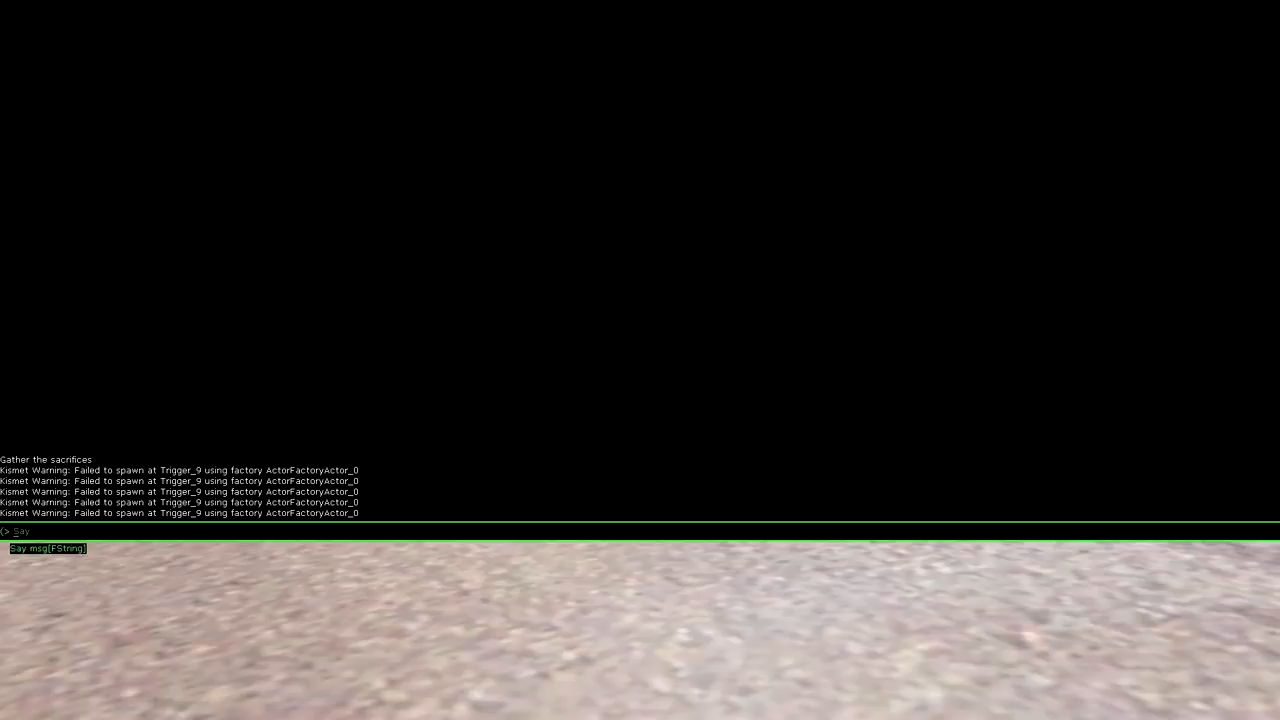 Gather the sacrifices
Kismet Warning: Failed to spawn at Trigger_9 using factory ActorFactoryActor_0
Kismet Warning: Failed to spawn at Trigger_9 using factory ActorFactoryActor_0
Kismet Warning: Failed to spawn at Trigger_9 using factory ActorFactoryActor_0
Kismet Warning: Failed to spawn at Trigger_9 using factory ActorFactoryActor_0
Kismet Warning: Failed to spawn at Trigger_9 using factory ActorFactoryActor_0
(> Say
Say msg[FString]